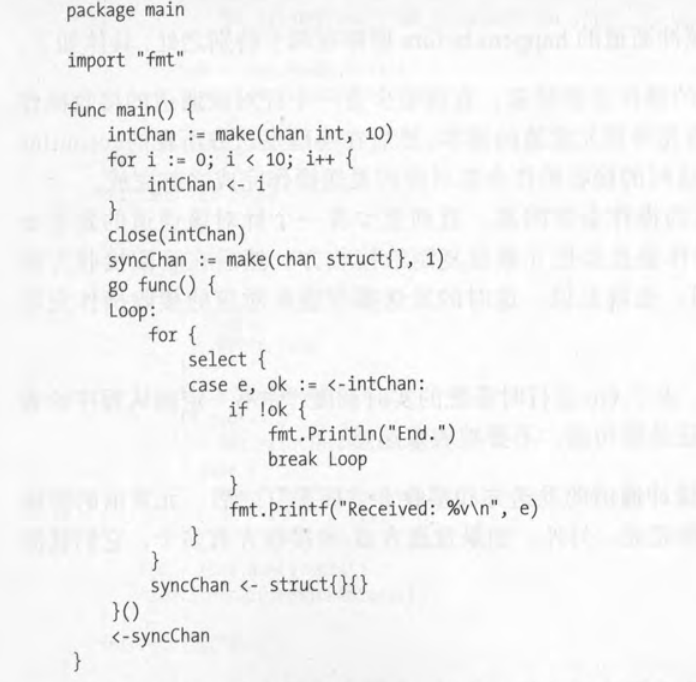 package main
import "fmt"
func main() {
    intChan := make(chan int, 10)
    for i := 0; i < 10; i++ {
        intChan <- i
    }
    close(intChan)
    syncChan := make(chan struct{}, 1)
    go func() {
    Loop:
        for {
            select {
            case e, ok := <-intChan:
                if !ok {
                    fmt.Println("End.")
                    break Loop
                }
                fmt.Printf("Received: %v\n", e)
            }
        }
        syncChan <- struct{}{}
    }()
    <-syncChan
}